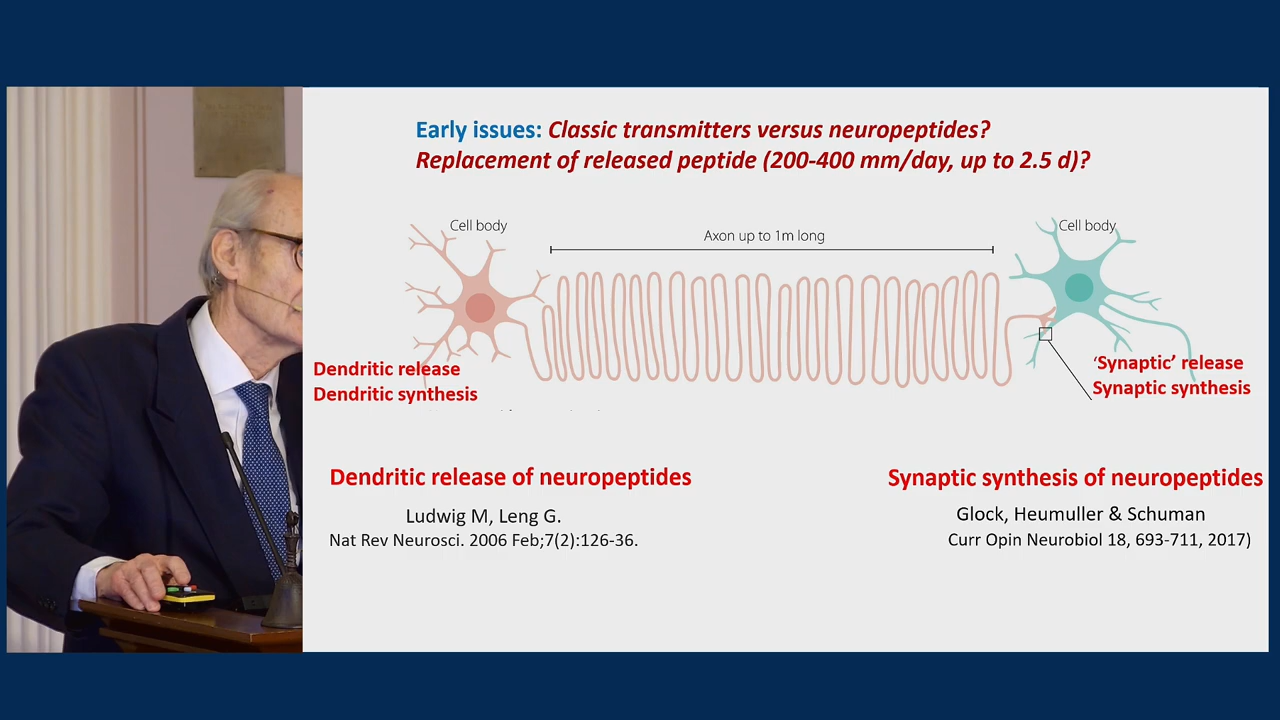 Early issues: Classic transmitters versus neuropeptides?
Replacement of released peptide (200-400 mm/day, up to 2.5 d)?
Cell body
Axon up to 1m long
Cell body
Dendritic release
Dendritic synthesis
‘Synaptic’ release
Synaptic synthesis
Dendritic release of neuropeptides
Ludwig M, Leng G.
Nat Rev Neurosci. 2006 Feb;7(2):126-36.
Synaptic synthesis of neuropeptides
Glock, Heumuller & Schuman
Curr Opin Neurobiol 18, 693-711, 2017)